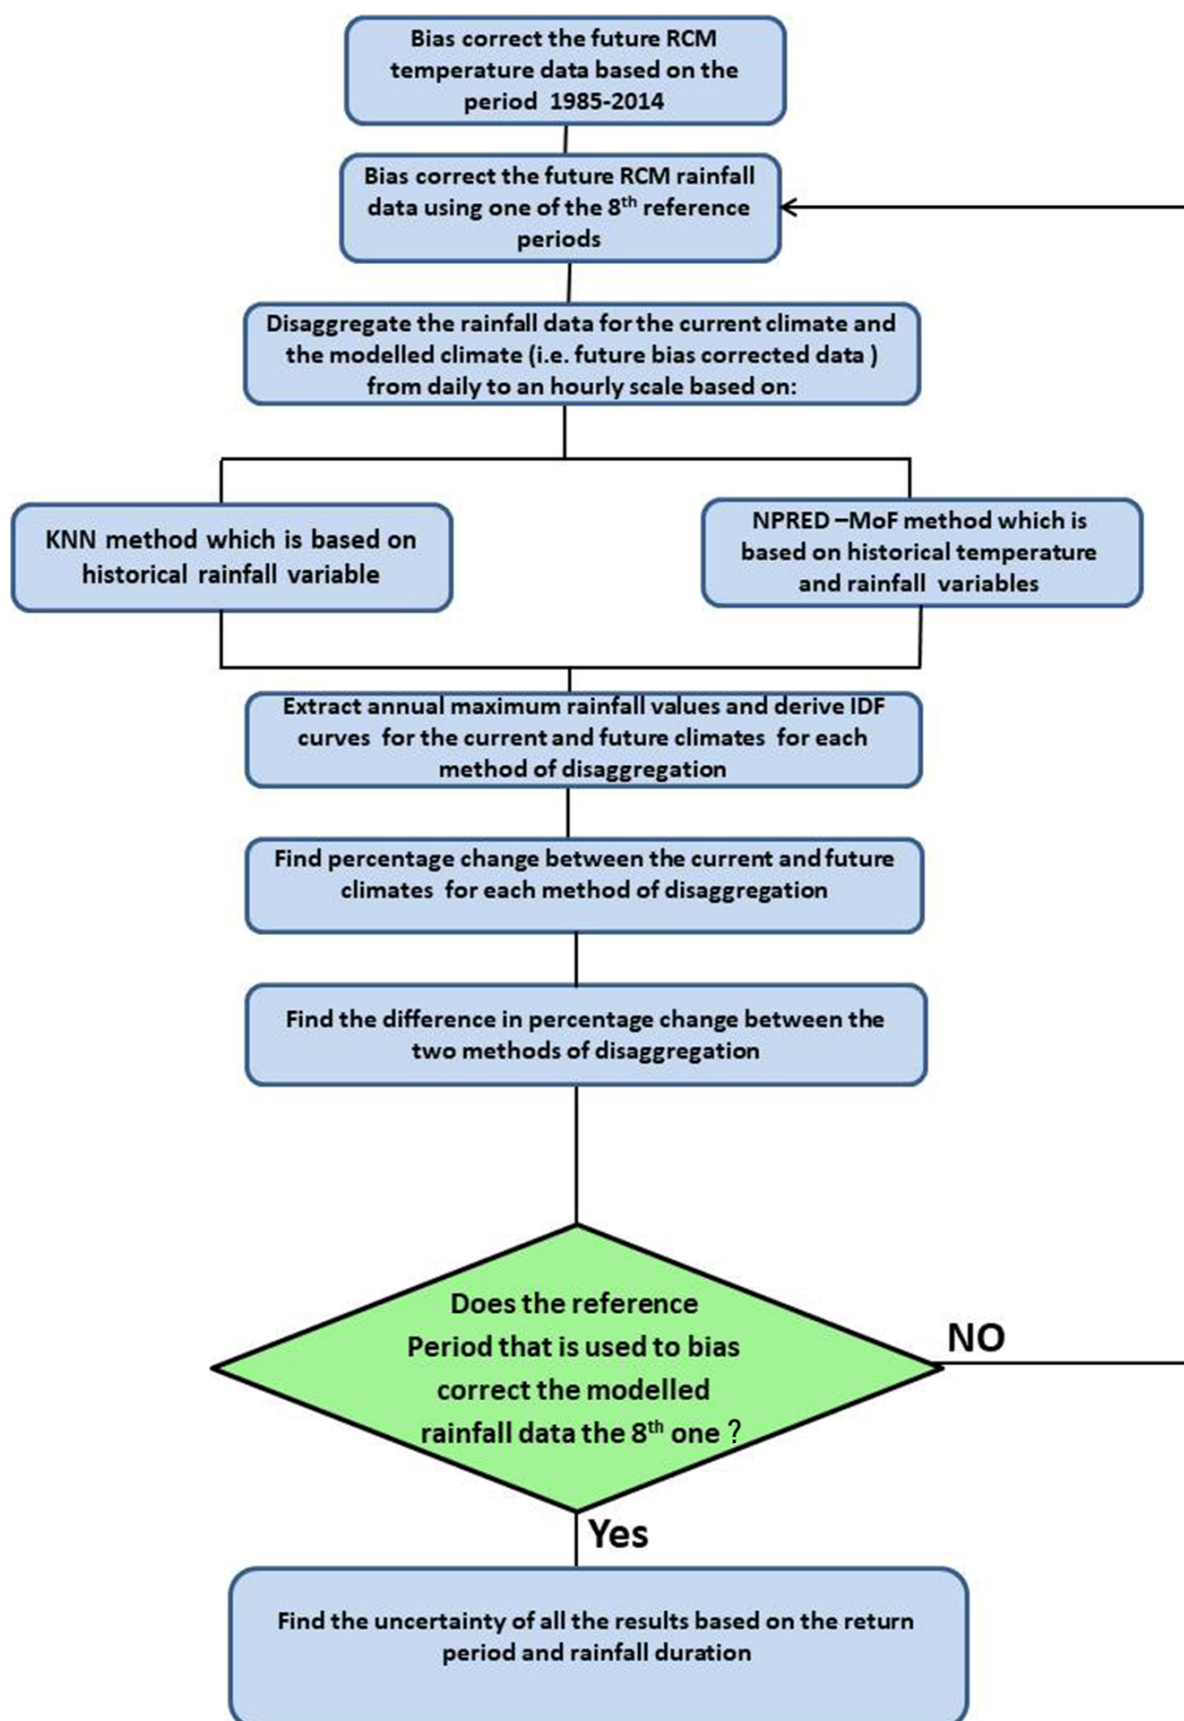 Bias correct the future RCM
temperature data based on the
period 1985-2014
Bias correct the future RCM rainfall
data using one of the 8th reference
periods
Disaggregate the rainfall data for the current climate and
the modelled climate (i.e. future bias corrected data )
from daily to an hourly scale based on:
KNN method which is based on
historical rainfall variable
NPRED –MoF method which is
based on historical temperature
and rainfall variables
Extract annual maximum rainfall values and derive IDF
curves for the current and future climates for each
method of disaggregation
Find percentage change between the current and future
climates for each method of disaggregation
Find the difference in percentage change between the
two methods of disaggregation
Does the reference
Period that is used to bias
correct the modelled
rainfall data the 8th one ?
NO
Yes
Find the uncertainty of all the results based on the return
period and rainfall duration